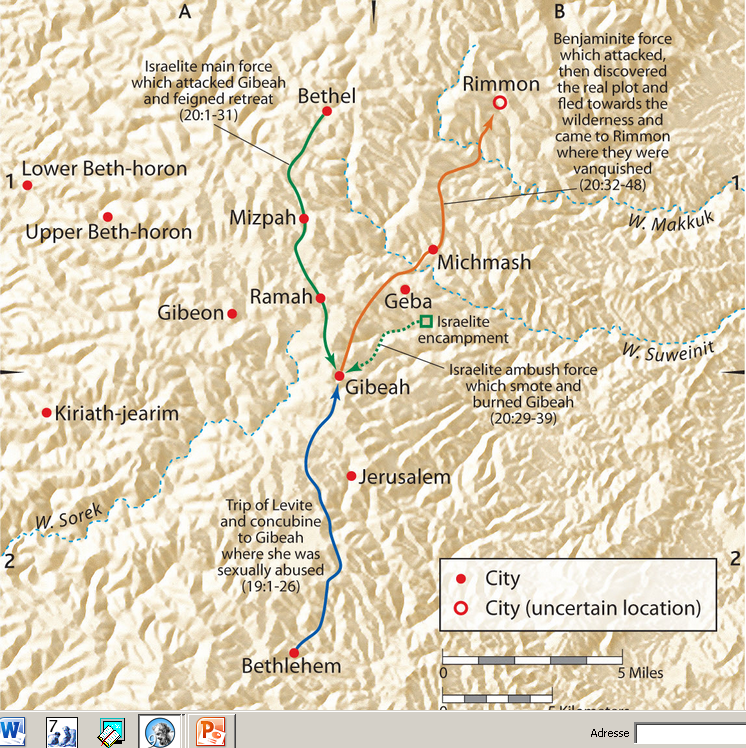 A
B
Israelite main force
which attacked Gibeah
and feigned retreat
(20:1-31)
Bethel
Rimmon
Benjaminite force
which attacked,
then discovered
the real plot and
fled towards the
wilderness and
came to Rimmon
where they were
vanquished
(20:32-48)
1
Lower Beth-horon
1
Upper Beth-horon
Mizpah
W. Makkuk
Michmash
Ramah
Geba
Gibeon
Israelite
encampment
W. Suweinit
Gibeah
Israelite ambush force
which smote and
burned Gibeah
(20:29-39)
Kiriath-jearim
Jerusalem
W. Sorek
Trip of Levite
and concubine
to Gibeah
where she was
sexually abused
(19:1-26)
2
2
City
City (uncertain location)
Bethlehem
0
5 Miles
0
5 Kilometers
W
7
P
Adresse